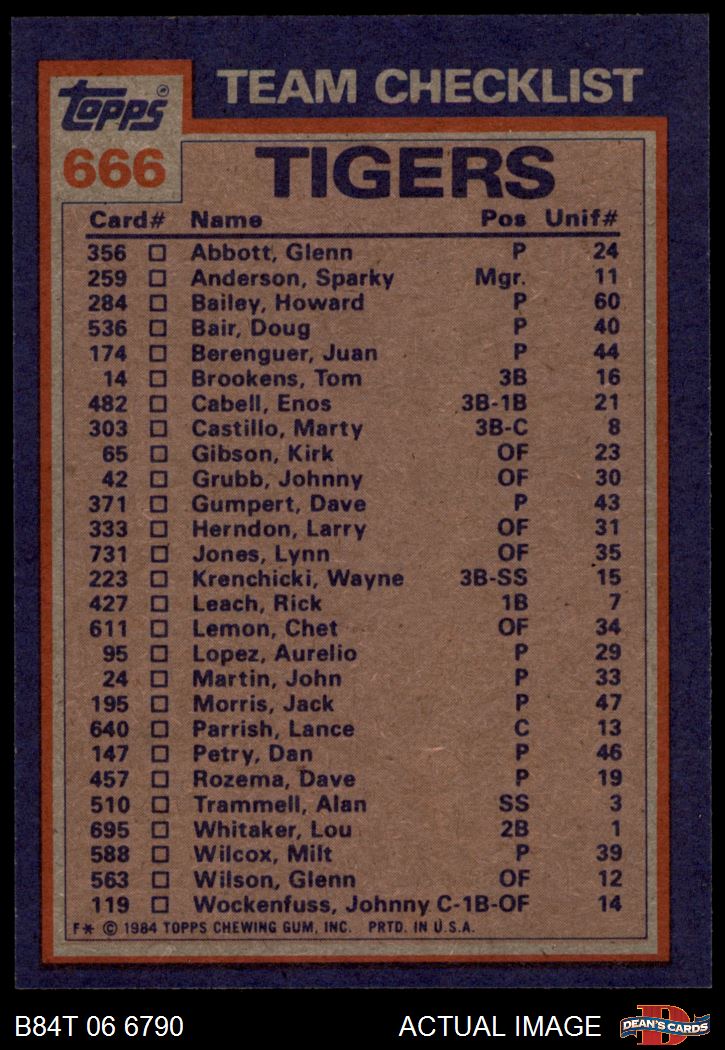 topps®
TEAM CHECKLIST
666
TIGERS
Card# Name Pos Unif#
356 Abbott, Glenn P 24
259 Anderson, Sparky Mgr. 11
284 Bailey, Howard P 60
536 Bair, Doug P 40
174 Berenguer, Juan P 44
14 Brookens, Tom 3B 16
482 Cabell, Enos 3B-1B 21
303 Castillo, Marty 3B-C 8
65 Gibson, Kirk OF 23
42 Grubb, Johnny OF 30
371 Gumpert, Dave P 43
333 Herndon, Larry OF 31
731 Jones, Lynn OF 35
223 Krenchicki, Wayne 3B-SS 15
427 Leach, Rick 1B 7
611 Lemon, Chet OF 34
95 Lopez, Aurelio P 29
24 Martin, John P 33
195 Morris, Jack P 47
640 Parrish, Lance C 13
147 Petry, Dan P 46
457 Rozema, Dave P 19
510 Trammell, Alan SS 3
695 Whitaker, Lou 2B 1
588 Wilcox, Milt P 39
563 Wilson, Glenn OF 12
119 Wockenfuss, Johnny C-1B-OF 14
F* © 1984 TOPPS CHEWING GUM, INC. PRTD. IN U.S.A.
B84T 06 6790 ACTUAL IMAGE
D
DEAN'S CARDS